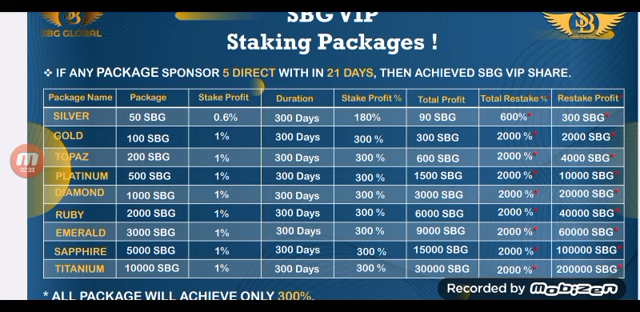 SBG VIP
SBG GLOBAL
Staking Packages !
❖ IF ANY PACKAGE SPONSOR 5 DIRECT WITH IN 21 DAYS, THEN ACHIEVED SBG VIP SHARE.
Package Name Package Stake Profit Duration Stake Profit % Total Profit Total Restake % Restake Profit
SILVER 50 SBG 0.6% 300 Days 180% 90 SBG 600%* 300 SBG*
GOLD 100 SBG 1% 300 Days 300 % 300 SBG 2000 %* 2000 SBG*
TOPAZ 200 SBG 1% 300 Days 300 % 600 SBG 2000 %* 4000 SBG*
PLATINUM 500 SBG 1% 300 Days 300 % 1500 SBG 2000 %* 10000 SBG*
DIAMOND 1000 SBG 1% 300 Days 300 % 3000 SBG 2000 %* 20000 SBG*
RUBY 2000 SBG 1% 300 Days 300 % 6000 SBG 2000 %* 40000 SBG*
EMERALD 3000 SBG 1% 300 Days 300 % 9000 SBG 2000 %* 60000 SBG*
SAPPHIRE 5000 SBG 1% 300 Days 300 % 15000 SBG 2000 %* 100000 SBG*
TITANIUM 10000 SBG 1% 300 Days 300 % 30000 SBG 2000 %* 200000 SBG*
02:33
* ALL PACKAGE WILL ACHIEVE ONLY 300%.
Recorded by Mobizen